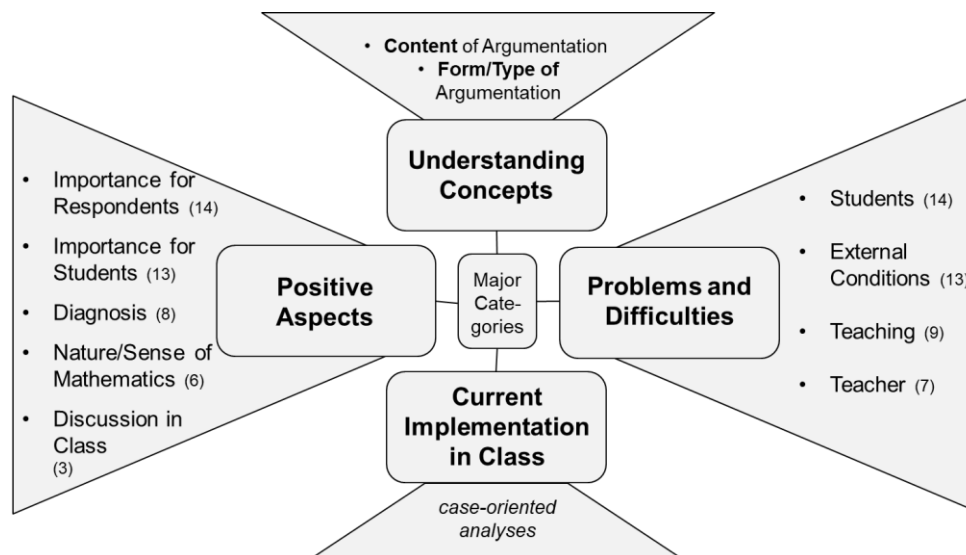 • Content of Argumentation
• Form/Type of
Argumentation
Understanding
Concepts
• Importance for
Respondents (14)
• Importance for
Students (13)
• Diagnosis (8)
• Nature/Sense of
Mathematics (6)
• Discussion in
Class
(3)
Positive
Aspects
Major
Cate-
gories
Problems and
Difficulties
• Students (14)
• External
Conditions (13)
• Teaching (9)
• Teacher (7)
Current
Implementation
in Class
case-oriented
analyses